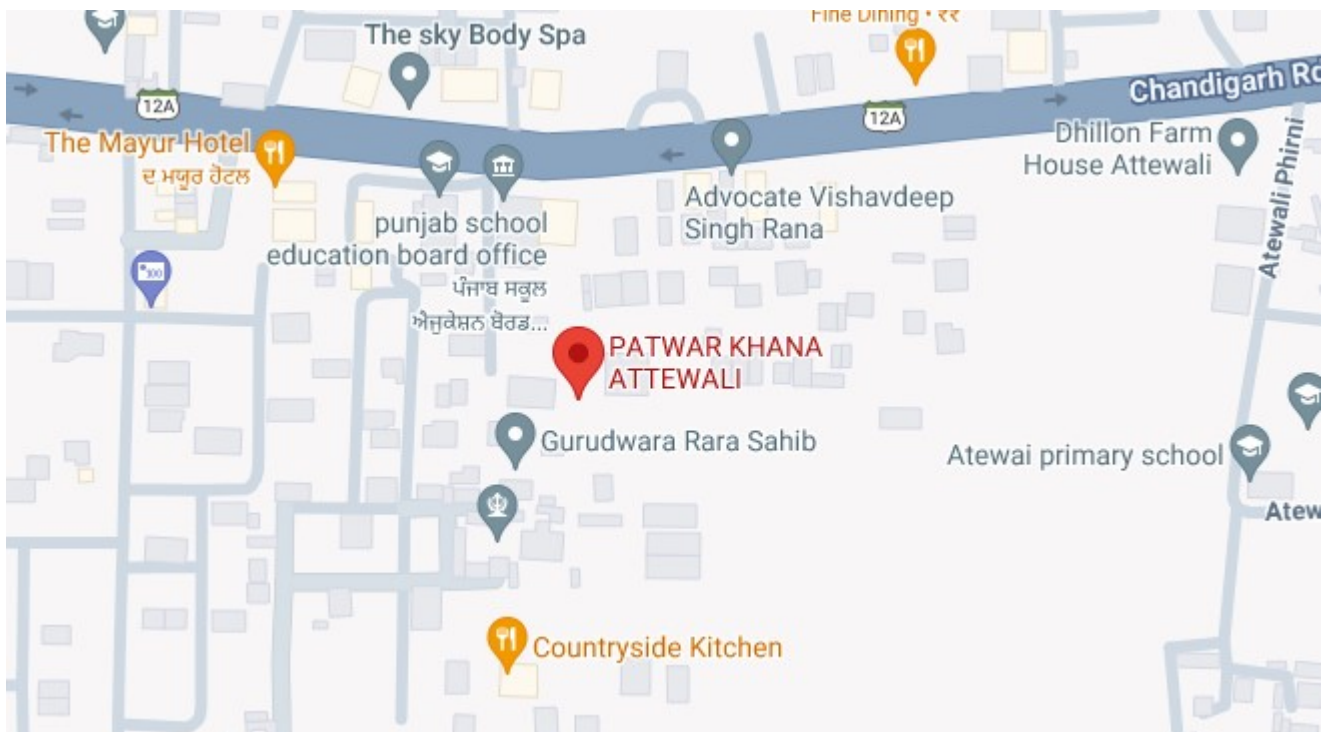 Fine Dining • ₹₹
The sky Body Spa
Chandigarh Rd
12A
12A
The Mayur Hotel
ਦ ਮਯੂਰ ਹੋਟਲ
Dhillon Farm
House Attewali
Atewali Phirni
Advocate Vishavdeep
Singh Rana
punjab school
education board office
ਪੰਜਾਬ ਸਕੂਲ
ਐਜੂਕੇਸ਼ਨ ਬੋਰਡ...
PATWAR KHANA
ATTEWALI
Gurudwara Rara Sahib
Atewai primary school
Atew
Countryside Kitchen